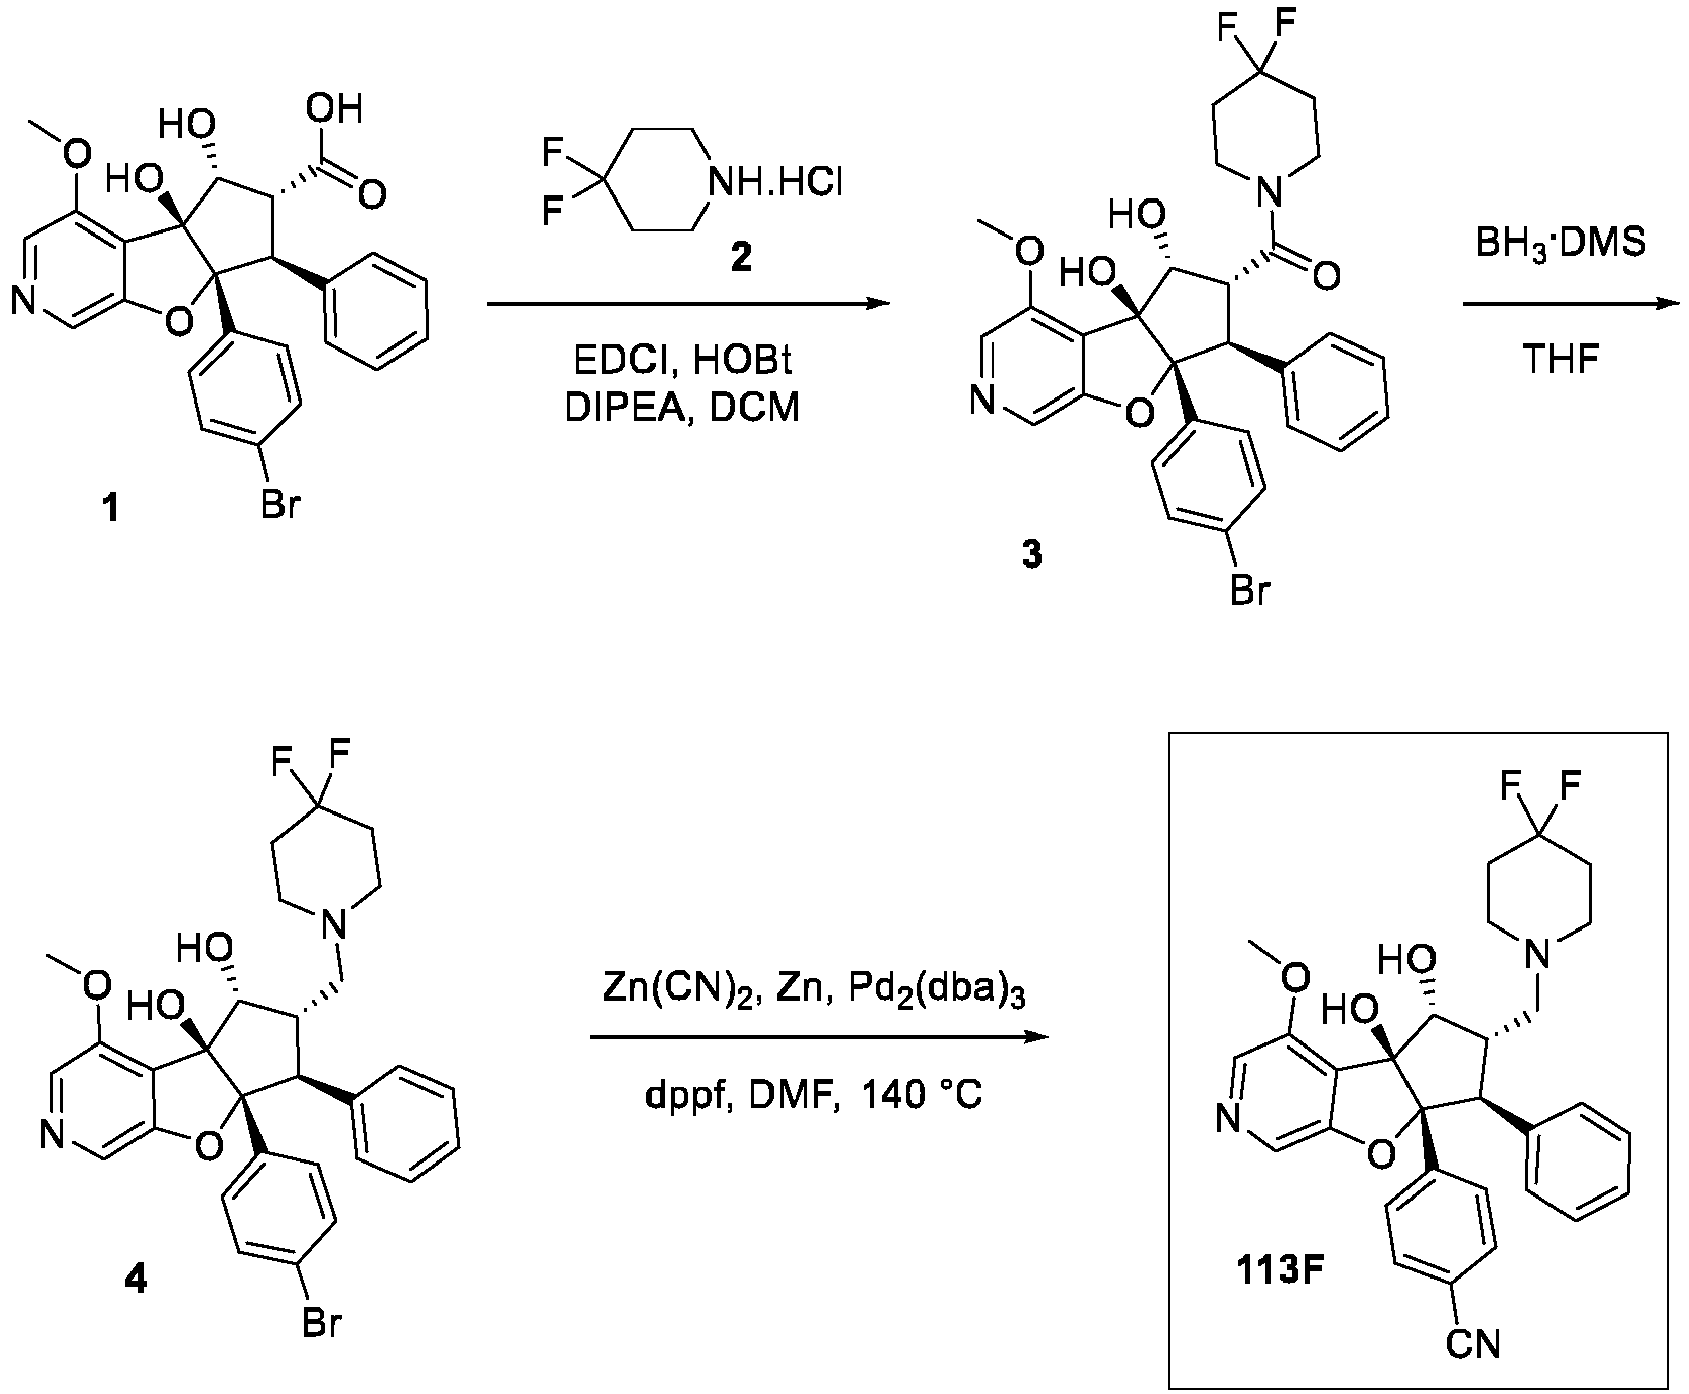 F F
OH
HO
O
HO
O
N
O
Br
1
F
F
NH.HCl
2
EDCI, HOBt
DIPEA, DCM
F F
N
HO
O
HO
O
N
O
Br
3
BH3·DMS
THF
F F
N
HO
O
HO
N
O
Br
4
Zn(CN)2, Zn, Pd2(dba)3
dppf, DMF, 140 °C
F F
N
HO
O
HO
N
O
CN
113F